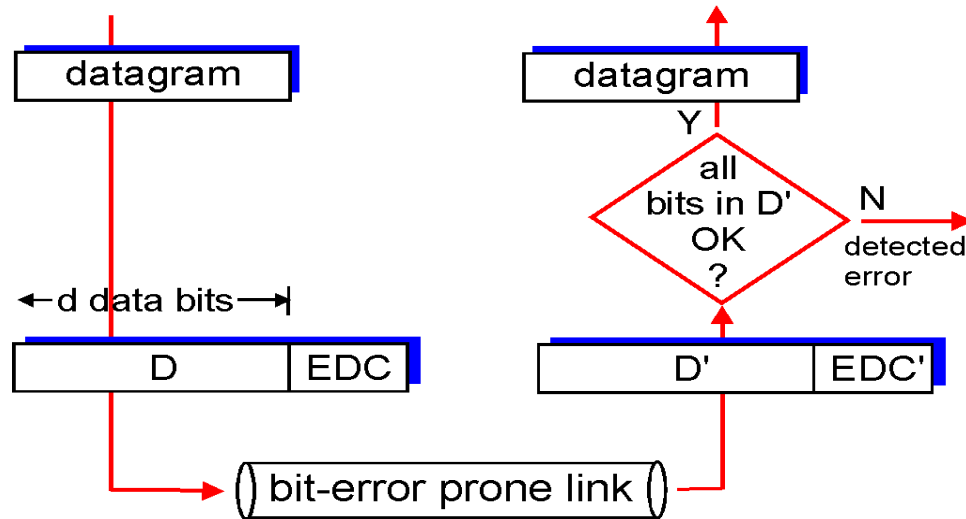 datagram
datagram
Y
all
bits in D'
OK
?
N
detected
error
d data bits
D
EDC
D'
EDC'
bit-error prone link